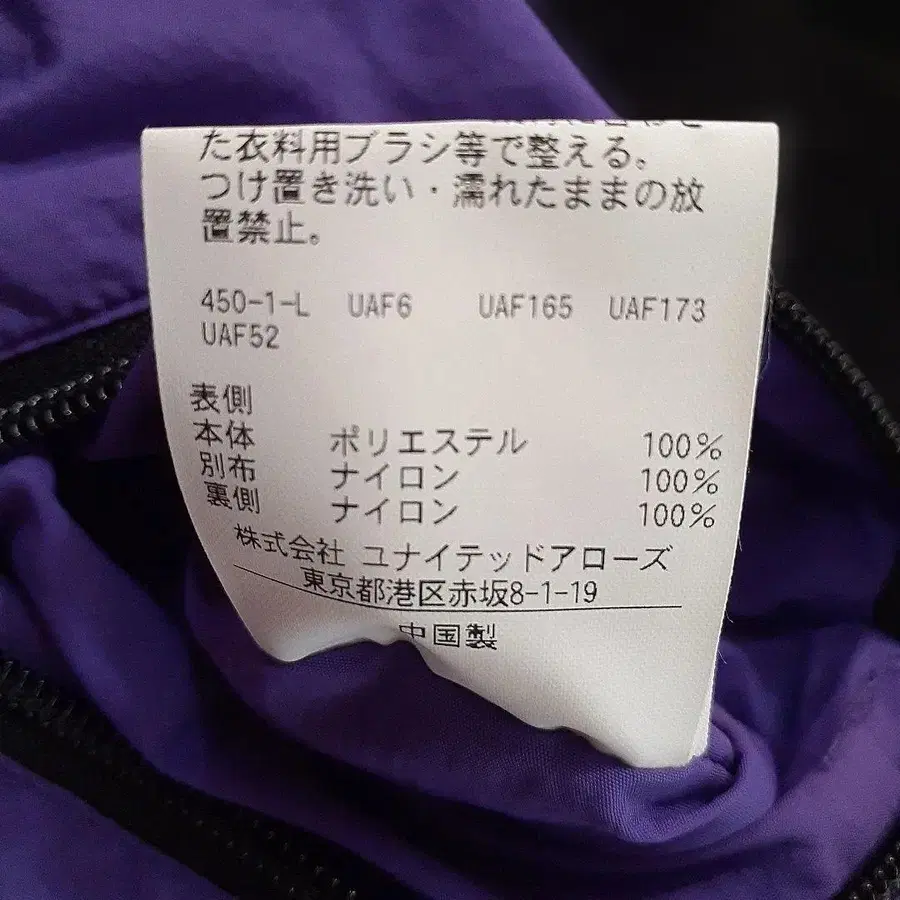 た衣料用ブラシ等で整える。
つけ置き洗い・濡れたままの放
置禁止。
450-1-L UAF6 UAF165 UAF173
UAF52
表側
本体 ポリエステル 100%
別布 ナイロン 100%
裏側 ナイロン 100%
株式会社 ユナイテッドアローズ
東京都港区赤坂8-1-19
中国製